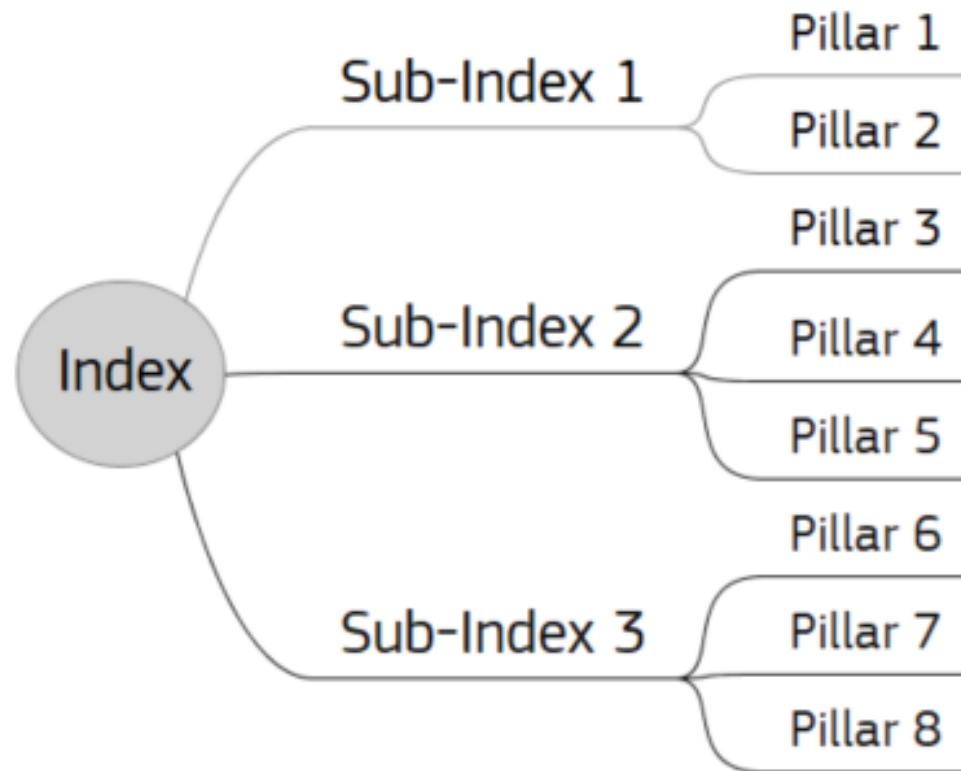 Index
Sub-Index 1
Pillar 1
Pillar 2
Sub-Index 2
Pillar 3
Pillar 4
Pillar 5
Sub-Index 3
Pillar 6
Pillar 7
Pillar 8